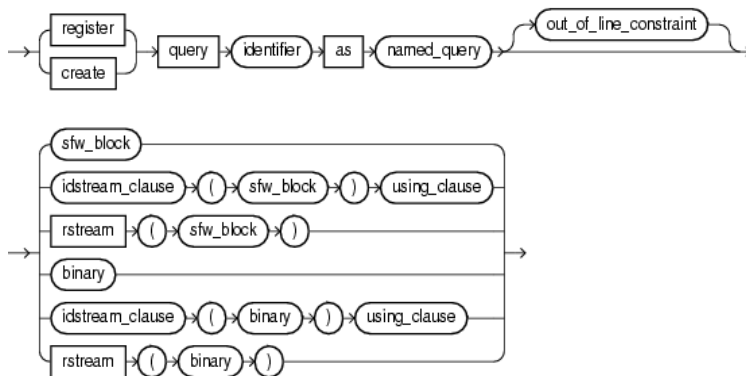 register
create
query identifier as named_query out_of_line_constraint
sfw_block
idstream_clause ( sfw_block ) using_clause
rstream ( sfw_block )
binary
idstream_clause ( binary ) using_clause
rstream ( binary )